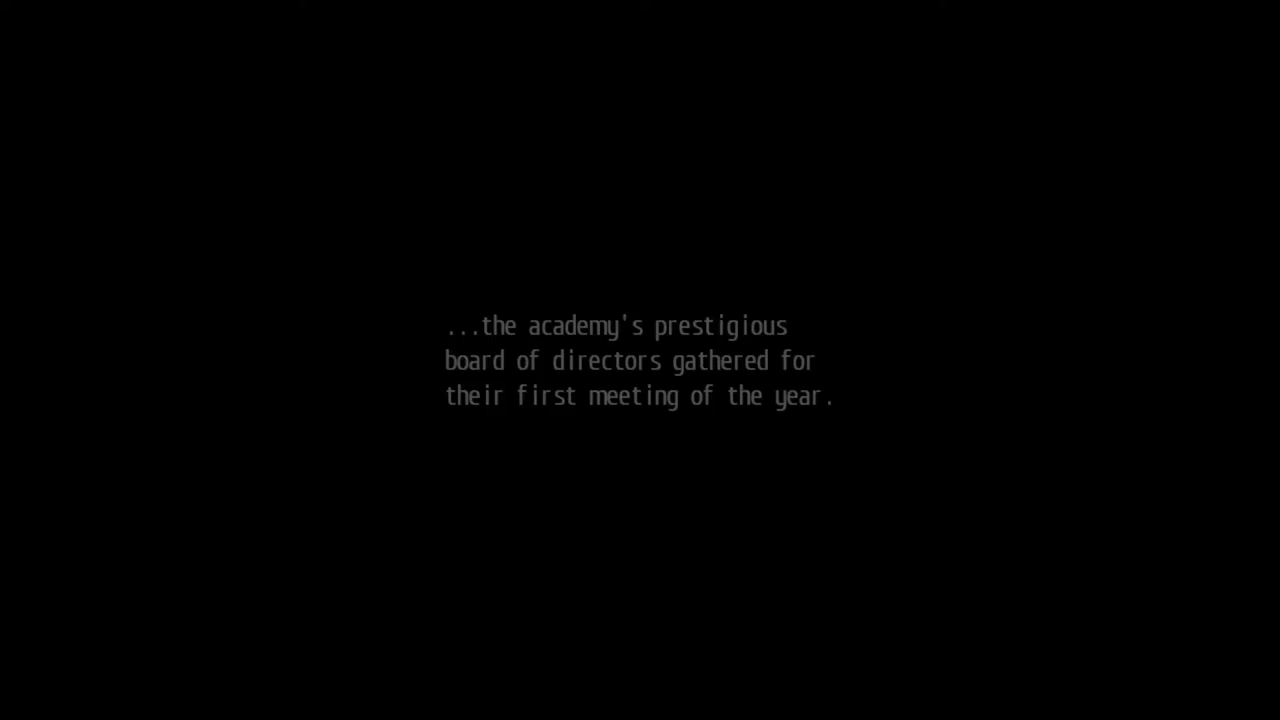 ...the academy's prestigious
board of directors gathered for
their first meeting of the year.